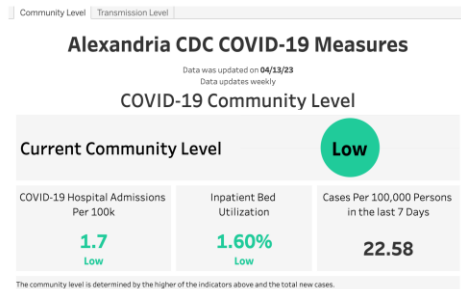 Community Level Transmission Level
Alexandria CDC COVID-19 Measures
Data was updated on 04/13/23
Data updates weekly
COVID-19 Community Level
Current Community Level
Low
COVID-19 Hospital Admissions
Per 100k
1.7
Low
Inpatient Bed
Utilization
1.60%
Low
Cases Per 100,000 Persons
in the last 7 Days
22.58
The community level is determined by the higher of the indicators above and the total new cases.